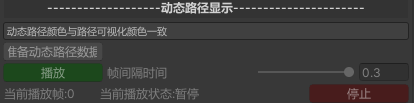 --------------------动态路径显示--------------------
动态路径颜色与路径可视化颜色一致
准备动态路径数据
播放 帧间隔时间 0.3
当前播放帧:0 当前播放状态:暂停 停止